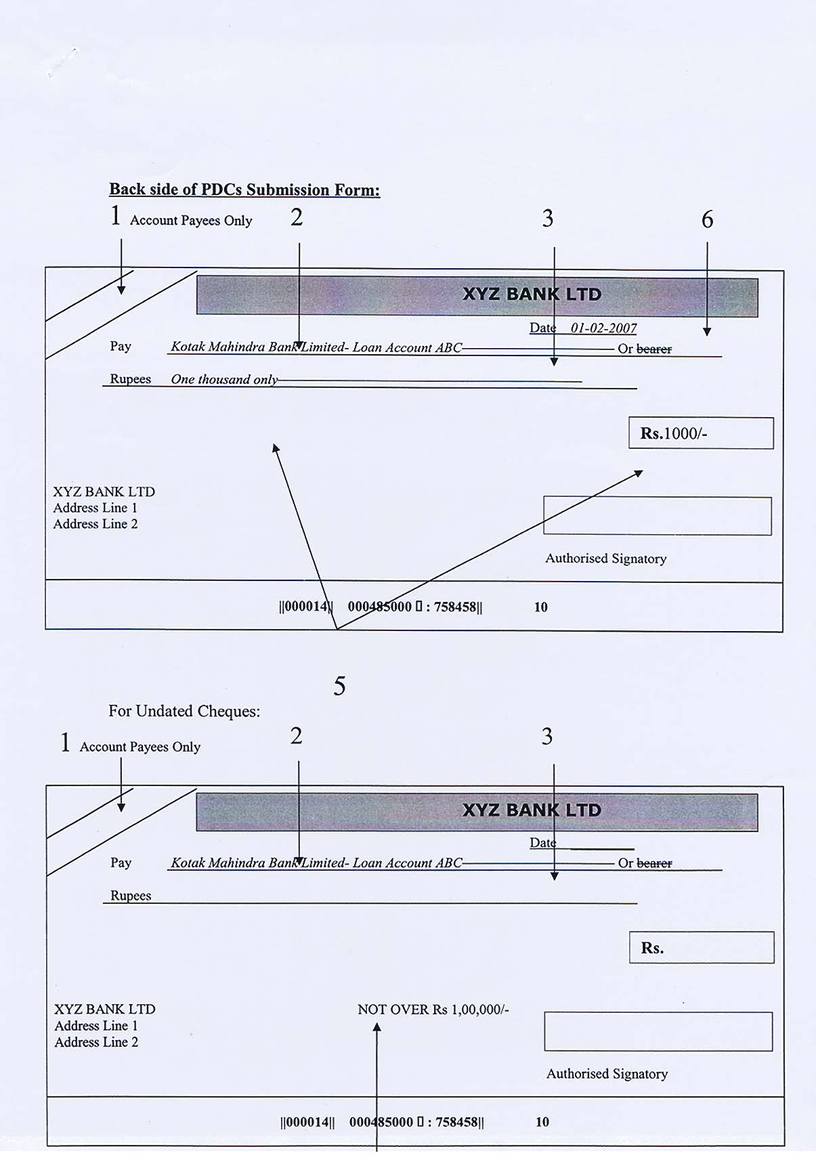 Back side of PDCs Submission Form:
1 Account Payees Only 2 3 6
XYZ BANK LTD
Date 01-02-2007
Pay Kotak Mahindra Bank Limited- Loan Account ABC Or bearer
Rupees One thousand only
Rs.1000/-
XYZ BANK LTD
Address Line 1
Address Line 2
Authorised Signatory
||000014|| 000485000 ▯ : 758458|| 10
5
For Undated Cheques:
1 Account Payees Only 2 3
XYZ BANK LTD
Date
Pay Kotak Mahindra Bank Limited- Loan Account ABC Or bearer
Rupees
Rs.
XYZ BANK LTD NOT OVER Rs 1,00,000/-
Address Line 1
Address Line 2
Authorised Signatory
||000014|| 000485000 ▯ : 758458|| 10